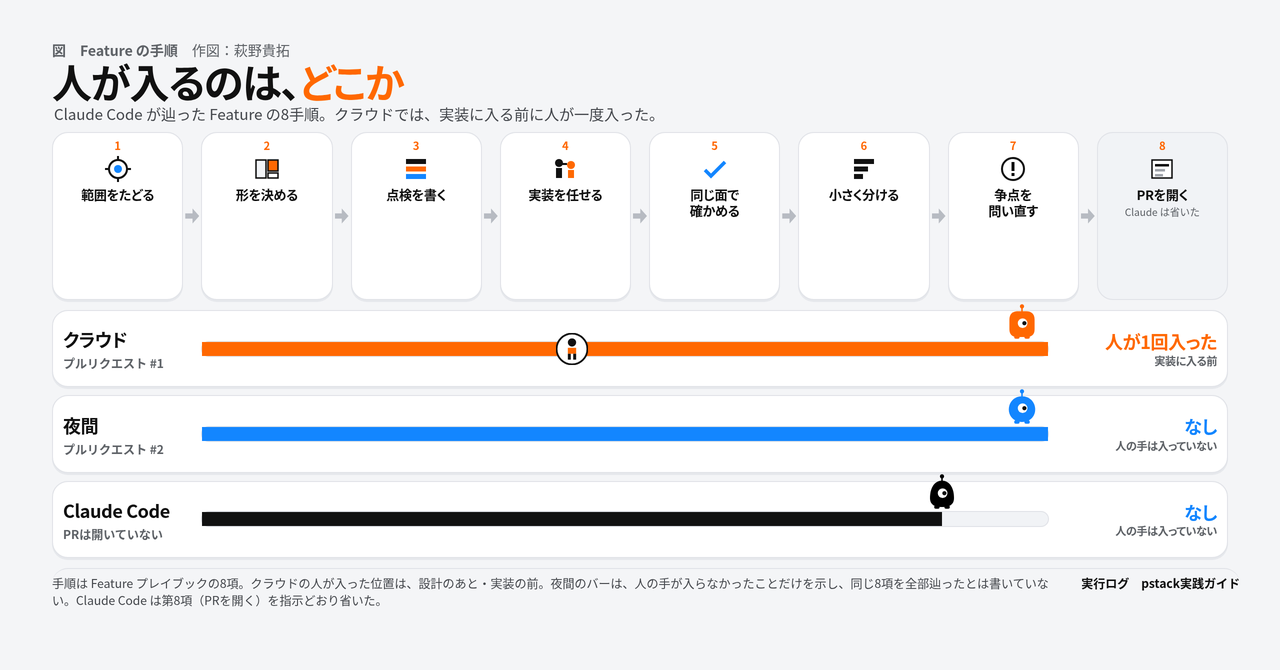 図　Feature の手順　作図：萩野貴拓
人が入るのは、どこか
Claude Code が辿った Feature の8手順。クラウドでは、実装に入る前に人が一度入った。
1
範囲をたどる
2
形を決める
3
点検を書く
4
実装を任せる
5
同じ面で
確かめる
6
小さく分ける
7
争点を
問い直す
8
PRを開く
Claude は省いた
クラウド
プルリクエスト #1
人が1回入った
実装に入る前
夜間
プルリクエスト #2
なし
人の手は入っていない
Claude Code
PRは開いていない
なし
人の手は入っていない
手順は Feature プレイブックの8項。クラウドの人が入った位置は、設計のあと・実装の前。夜間のバーは、人の手が入らなかったことだけを示し、同じ8項を全部辿ったとは書いていな
い。Claude Code は第8項（PRを開く）を指示どおり省いた。
実行ログ　pstack実践ガイド